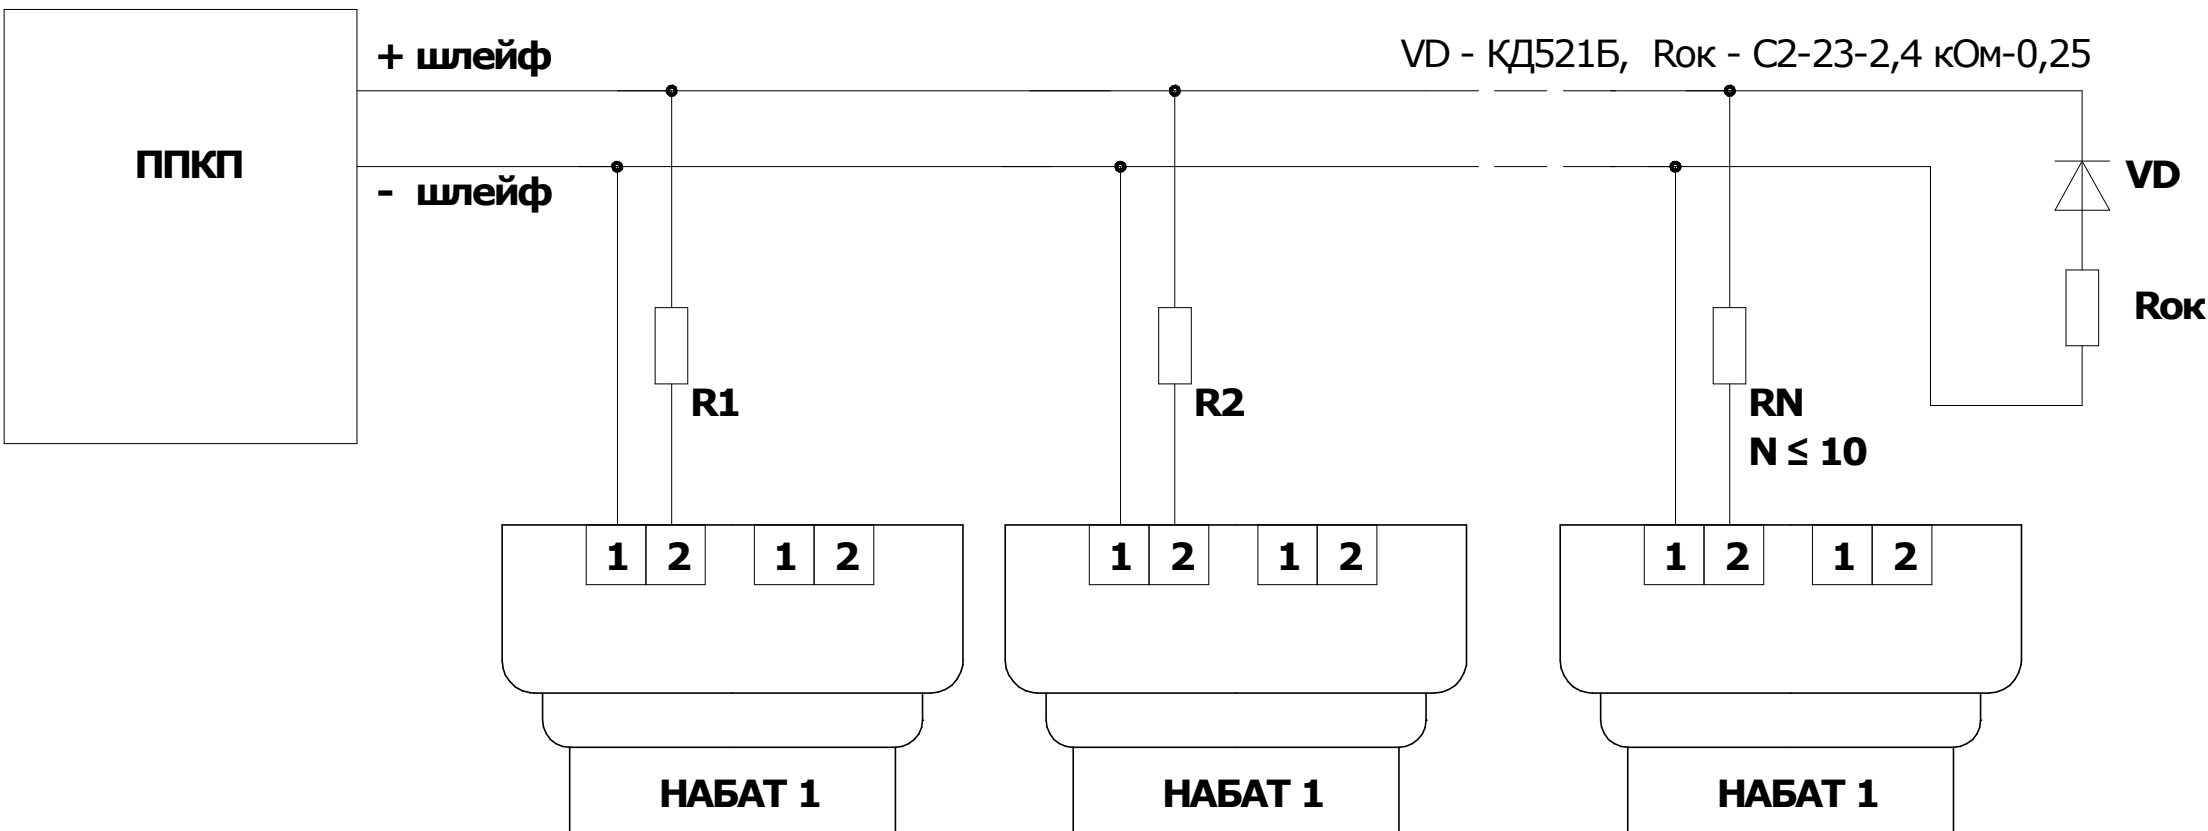 + шлейф
VD - КД521Б, Rок - С2-23-2,4 кОм-0,25
ППКП
- шлейф
VD
Rок
R1
R2
RN
N ≤ 10
1 2 1 2
1 2 1 2
1 2 1 2
НАБАТ 1
НАБАТ 1
НАБАТ 1